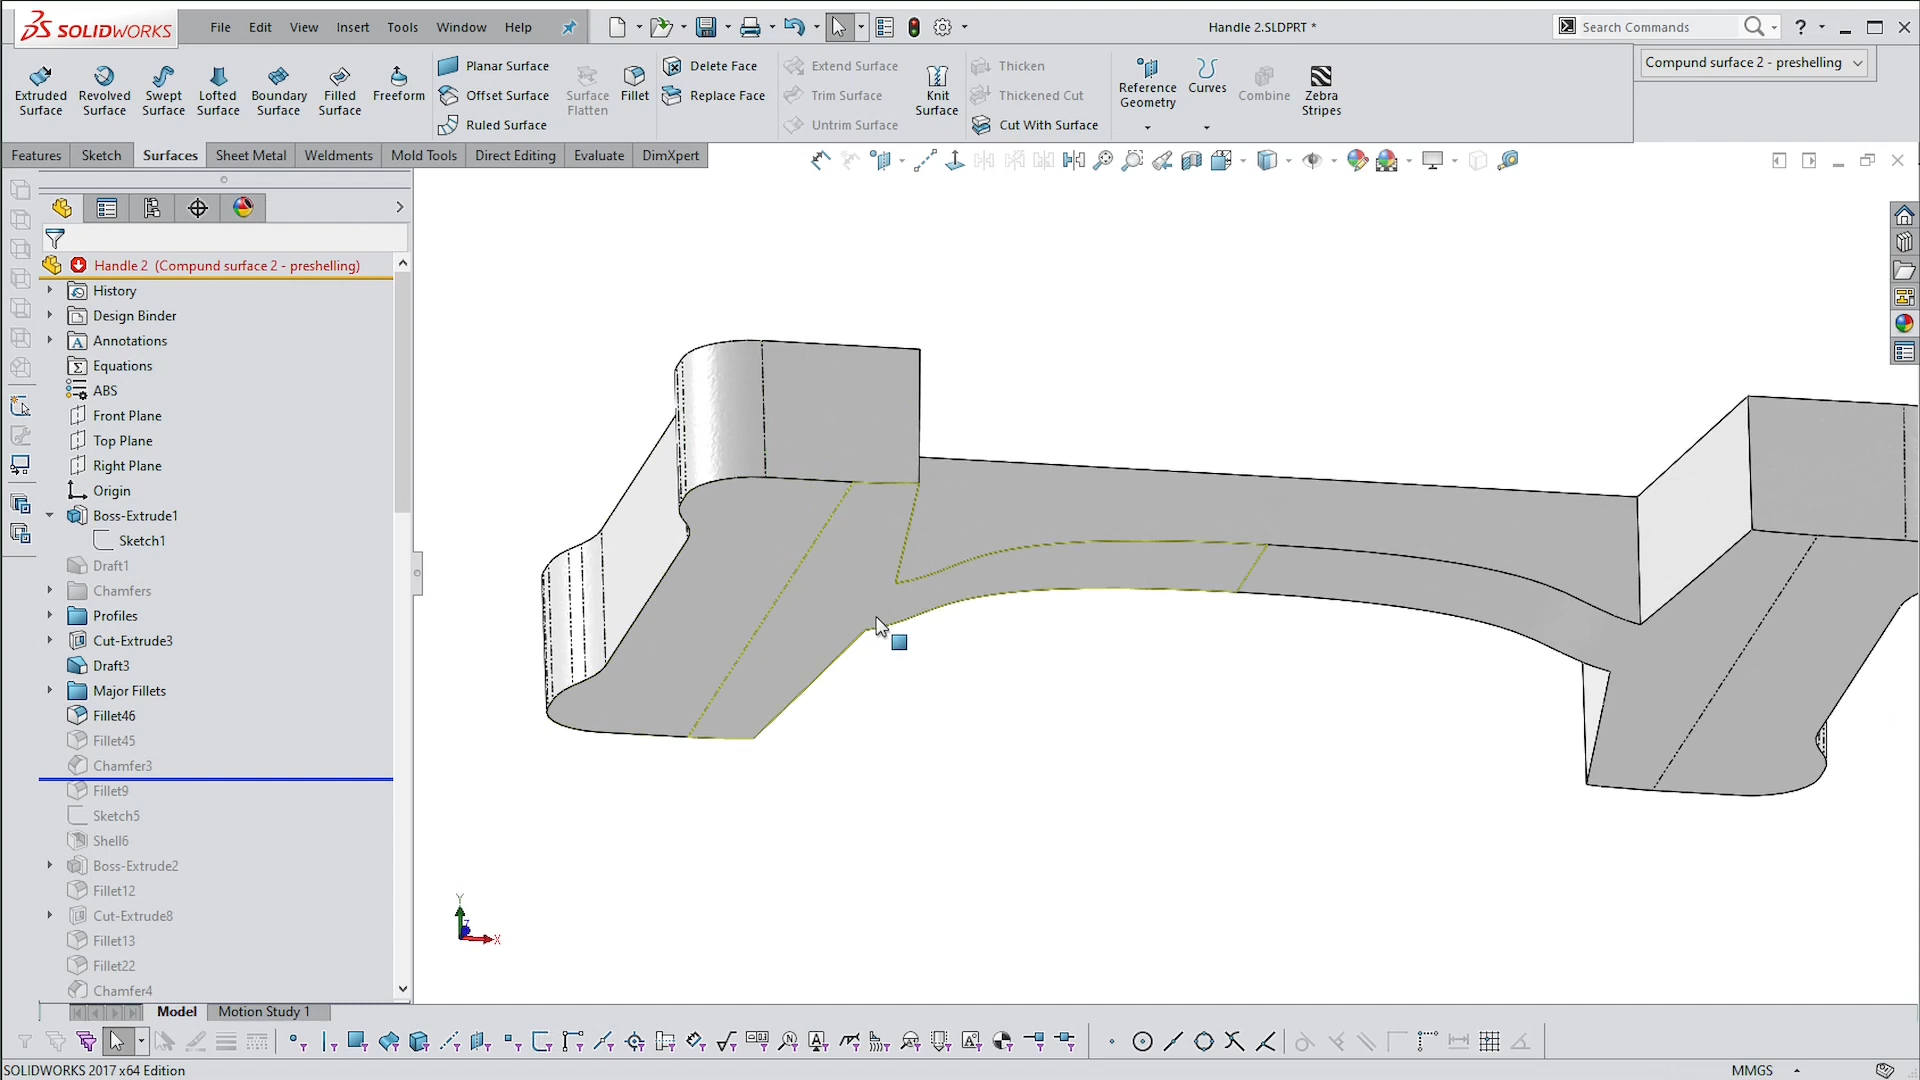 SOLIDWORKS File Edit View Insert Tools Window Help Handle 2.SLDPRT * Search Commands ?
Compund surface 2 - preshelling
Extruded Surface Revolved Surface Swept Surface Lofted Surface Boundary Surface Filled Surface Freeform
Planar Surface
Offset Surface
Ruled Surface
Surface Flatten
Fillet
Delete Face
Replace Face
Extend Surface
Trim Surface
Untrim Surface
Knit Surface
Thicken
Thickened Cut
Cut With Surface
Reference Geometry
Curves
Combine
Zebra Stripes
Features Sketch Surfaces Sheet Metal Weldments Mold Tools Direct Editing Evaluate DimXpert
Handle 2 (Compund surface 2 - preshelling)
History
Design Binder
Annotations
Equations
ABS
Front Plane
Top Plane
Right Plane
Origin
Boss-Extrude1
Sketch1
Draft1
Chamfers
Profiles
Cut-Extrude3
Draft3
Major Fillets
Fillet46
Fillet45
Chamfer3
Fillet9
Sketch5
Shell6
Boss-Extrude2
Fillet12
Cut-Extrude8
Fillet13
Fillet22
Chamfer4
Y
Z
X
Model Motion Study 1
SOLIDWORKS 2017 x64 Edition MMGS